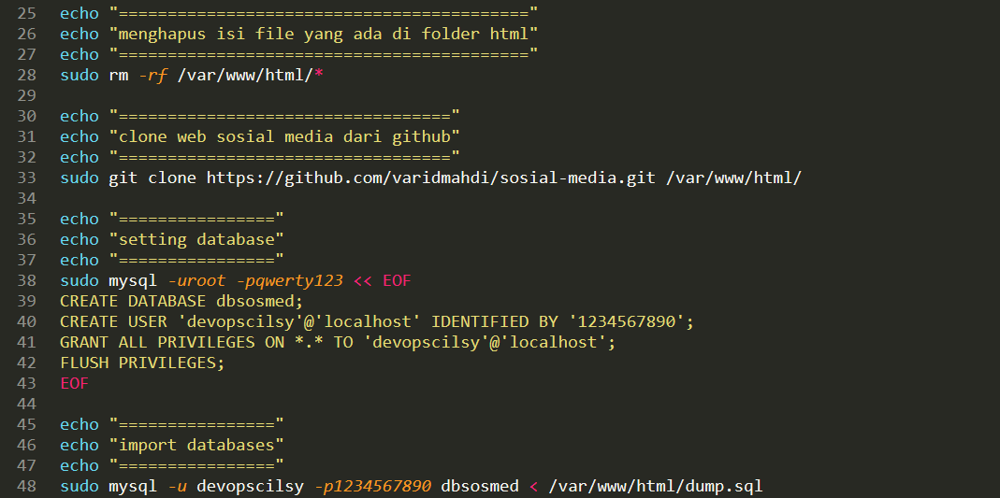 25 echo "=========================================="
26 echo "menghapus isi file yang ada di folder html"
27 echo "=========================================="
28 sudo rm -rf /var/www/html/*
29
30 echo "=================================="
31 echo "clone web sosial media dari github"
32 echo "=================================="
33 sudo git clone https://github.com/varidmahdi/sosial-media.git /var/www/html/
34
35 echo "================"
36 echo "setting database"
37 echo "================"
38 sudo mysql -uroot -pqwerty123 << EOF
39 CREATE DATABASE dbsosmed;
40 CREATE USER 'devopscilsy'@'localhost' IDENTIFIED BY '1234567890';
41 GRANT ALL PRIVILEGES ON *.* TO 'devopscilsy'@'localhost';
42 FLUSH PRIVILEGES;
43 EOF
44
45 echo "================"
46 echo "import databases"
47 echo "================"
48 sudo mysql -u devopscilsy -p1234567890 dbsosmed < /var/www/html/dump.sql